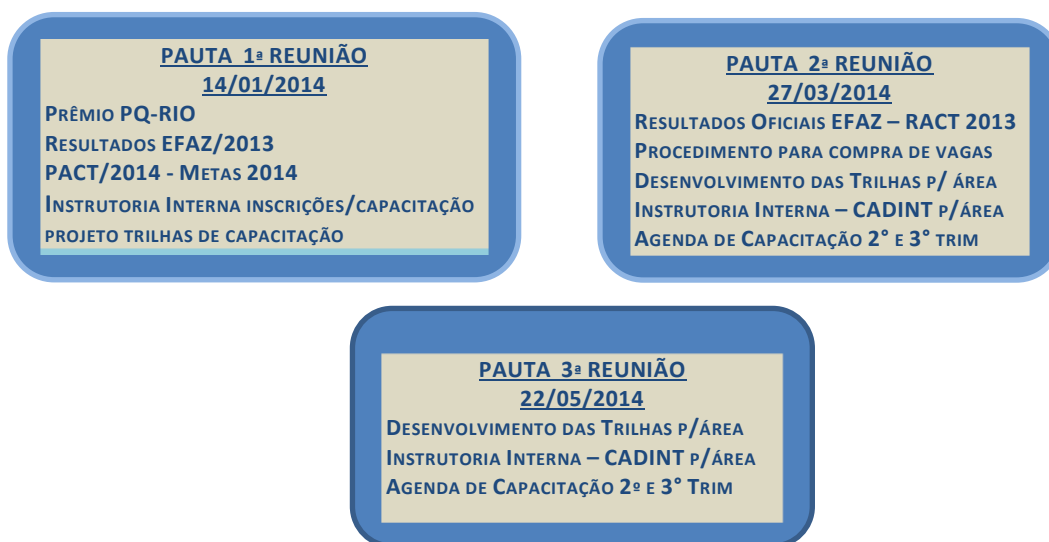 PAUTA 1ª REUNIÃO
14/01/2014
PRÊMIO PQ-RIO
RESULTADOS EFAZ/2013
PACT/2014 - METAS 2014
INSTRUTORIA INTERNA INSCRIÇÕES/CAPACITAÇÃO
PROJETO TRILHAS DE CAPACITAÇÃO
PAUTA 2ª REUNIÃO
27/03/2014
RESULTADOS OFICIAIS EFAZ – RACT 2013
PROCEDIMENTO PARA COMPRA DE VAGAS
DESENVOLVIMENTO DAS TRILHAS P/ ÁREA
INSTRUTORIA INTERNA – CADINT P/ÁREA
AGENDA DE CAPACITAÇÃO 2° E 3° TRIM
PAUTA 3ª REUNIÃO
22/05/2014
DESENVOLVIMENTO DAS TRILHAS P/ÁREA
INSTRUTORIA INTERNA – CADINT P/ÁREA
AGENDA DE CAPACITAÇÃO 2º E 3° TRIM